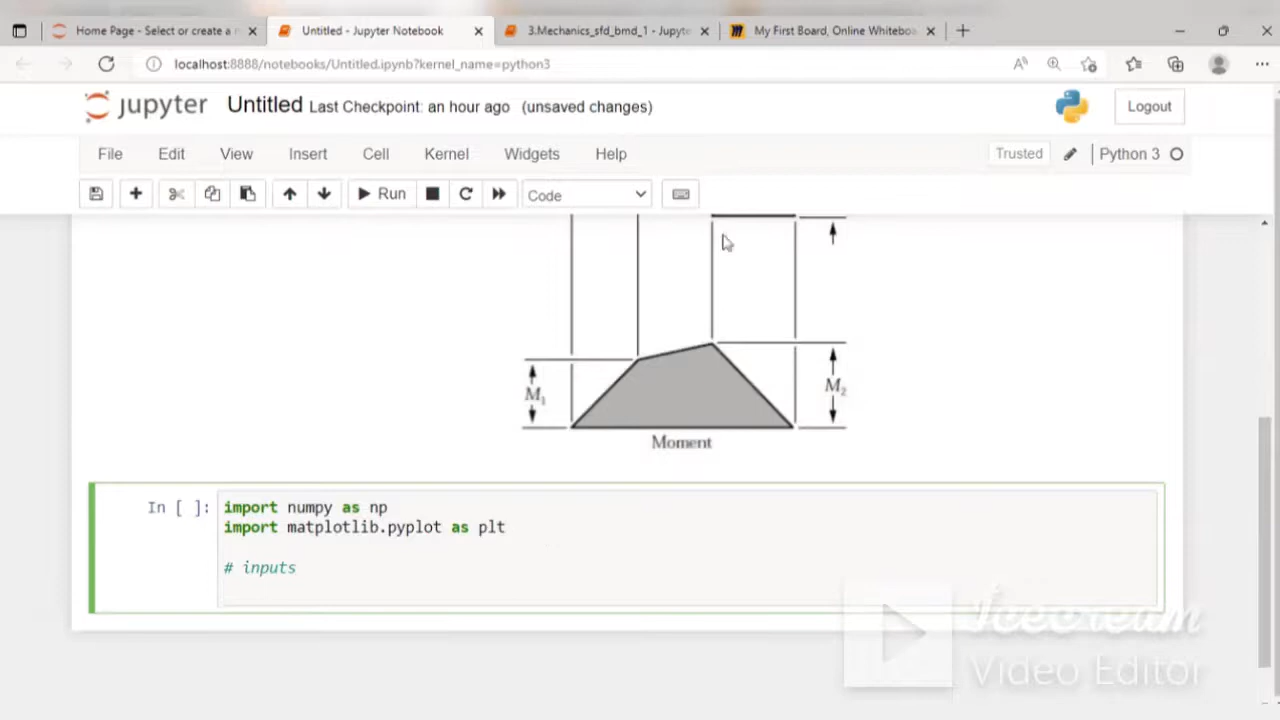 Home Page - Select or create a n
Untitled - Jupyter Notebook
3.Mechanics_sfd_bmd_1 - Jupyte
My First Board, Online Whiteboa
localhost:8888/notebooks/Untitled.ipynb?kernel_name=python3
jupyter Untitled Last Checkpoint: an hour ago (unsaved changes)
Logout
File Edit View Insert Cell Kernel Widgets Help
Trusted
Python 3
Run
Code
M1
M2
Moment
In [ ]:
import numpy as np
import matplotlib.pyplot as plt
# inputs
Icecream
Video Editor